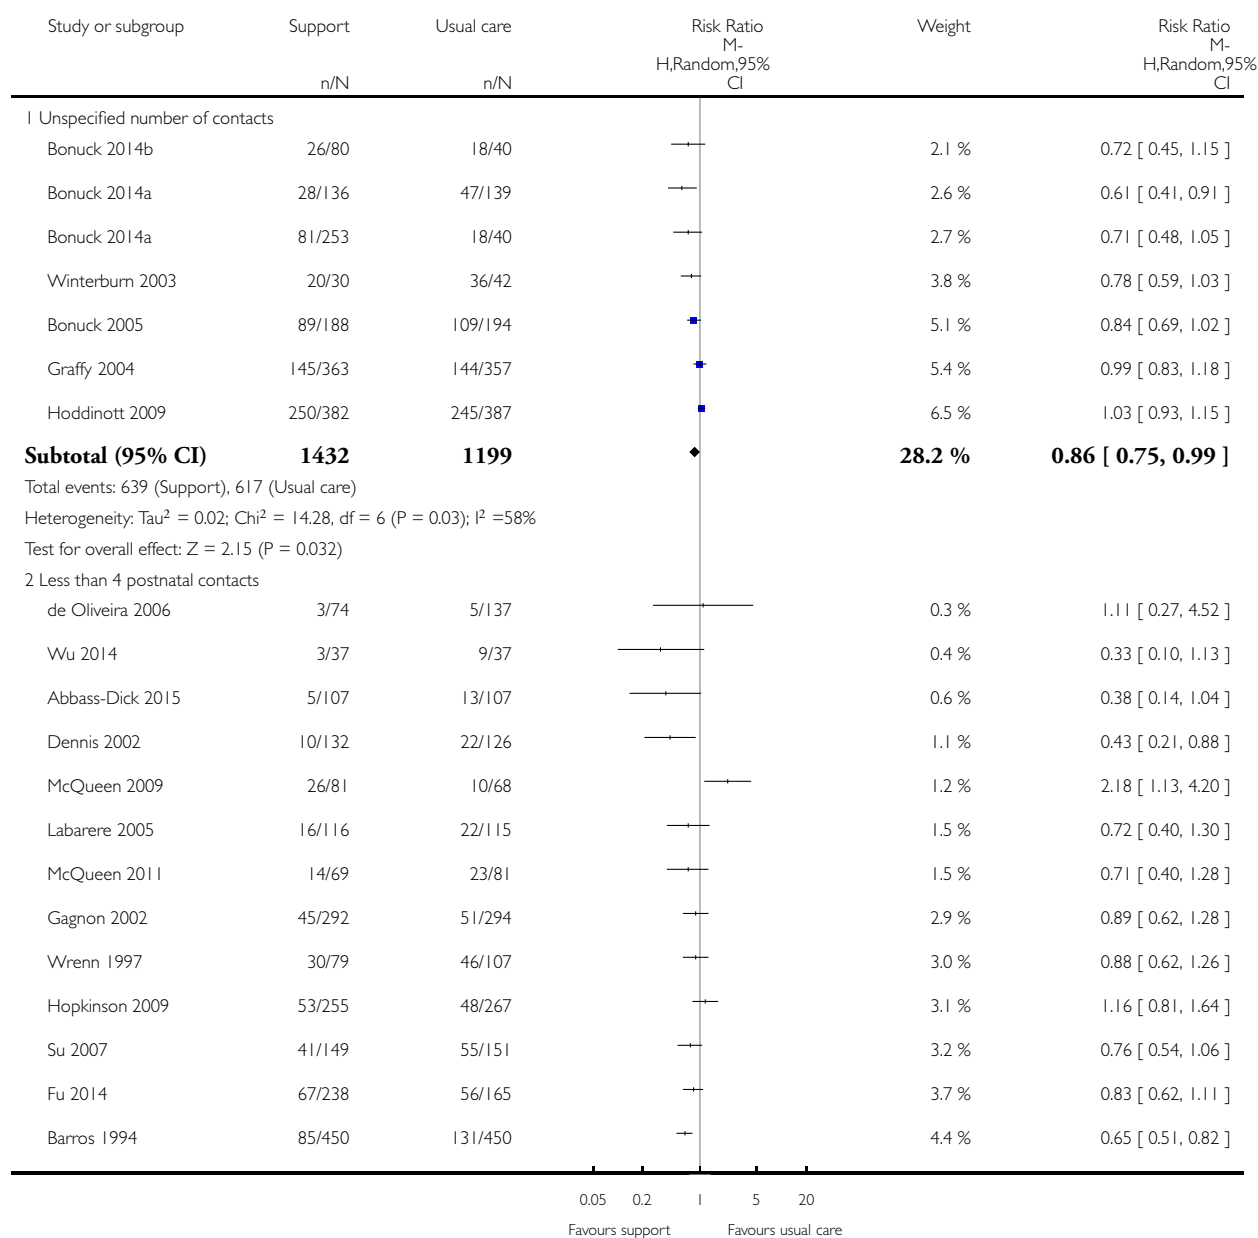 Study or subgroup Support Usual care Risk Ratio Weight Risk Ratio
M- M-
H,Random,95% H,Random,95%
n/N n/N CI CI
1 Unspecified number of contacts
Bonuck 2014b 26/80 18/40 2.1 % 0.72 [ 0.45, 1.15 ]
Bonuck 2014a 28/136 47/139 2.6 % 0.61 [ 0.41, 0.91 ]
Bonuck 2014a 81/253 18/40 2.7 % 0.71 [ 0.48, 1.05 ]
Winterburn 2003 20/30 36/42 3.8 % 0.78 [ 0.59, 1.03 ]
Bonuck 2005 89/188 109/194 5.1 % 0.84 [ 0.69, 1.02 ]
Graffy 2004 145/363 144/357 5.4 % 0.99 [ 0.83, 1.18 ]
Hoddinott 2009 250/382 245/387 6.5 % 1.03 [ 0.93, 1.15 ]
Subtotal (95% CI) 1432 1199 28.2 % 0.86 [ 0.75, 0.99 ]
Total events: 639 (Support), 617 (Usual care)
Heterogeneity: Tau² = 0.02; Chi² = 14.28, df = 6 (P = 0.03); I² =58%
Test for overall effect: Z = 2.15 (P = 0.032)
2 Less than 4 postnatal contacts
de Oliveira 2006 3/74 5/137 0.3 % 1.11 [ 0.27, 4.52 ]
Wu 2014 3/37 9/37 0.4 % 0.33 [ 0.10, 1.13 ]
Abbass-Dick 2015 5/107 13/107 0.6 % 0.38 [ 0.14, 1.04 ]
Dennis 2002 10/132 22/126 1.1 % 0.43 [ 0.21, 0.88 ]
McQueen 2009 26/81 10/68 1.2 % 2.18 [ 1.13, 4.20 ]
Labarere 2005 16/116 22/115 1.5 % 0.72 [ 0.40, 1.30 ]
McQueen 2011 14/69 23/81 1.5 % 0.71 [ 0.40, 1.28 ]
Gagnon 2002 45/292 51/294 2.9 % 0.89 [ 0.62, 1.28 ]
Wrenn 1997 30/79 46/107 3.0 % 0.88 [ 0.62, 1.26 ]
Hopkinson 2009 53/255 48/267 3.1 % 1.16 [ 0.81, 1.64 ]
Su 2007 41/149 55/151 3.2 % 0.76 [ 0.54, 1.06 ]
Fu 2014 67/238 56/165 3.7 % 0.83 [ 0.62, 1.11 ]
Barros 1994 85/450 131/450 4.4 % 0.65 [ 0.51, 0.82 ]
0.05 0.2 1 5 20
Favours support Favours usual care